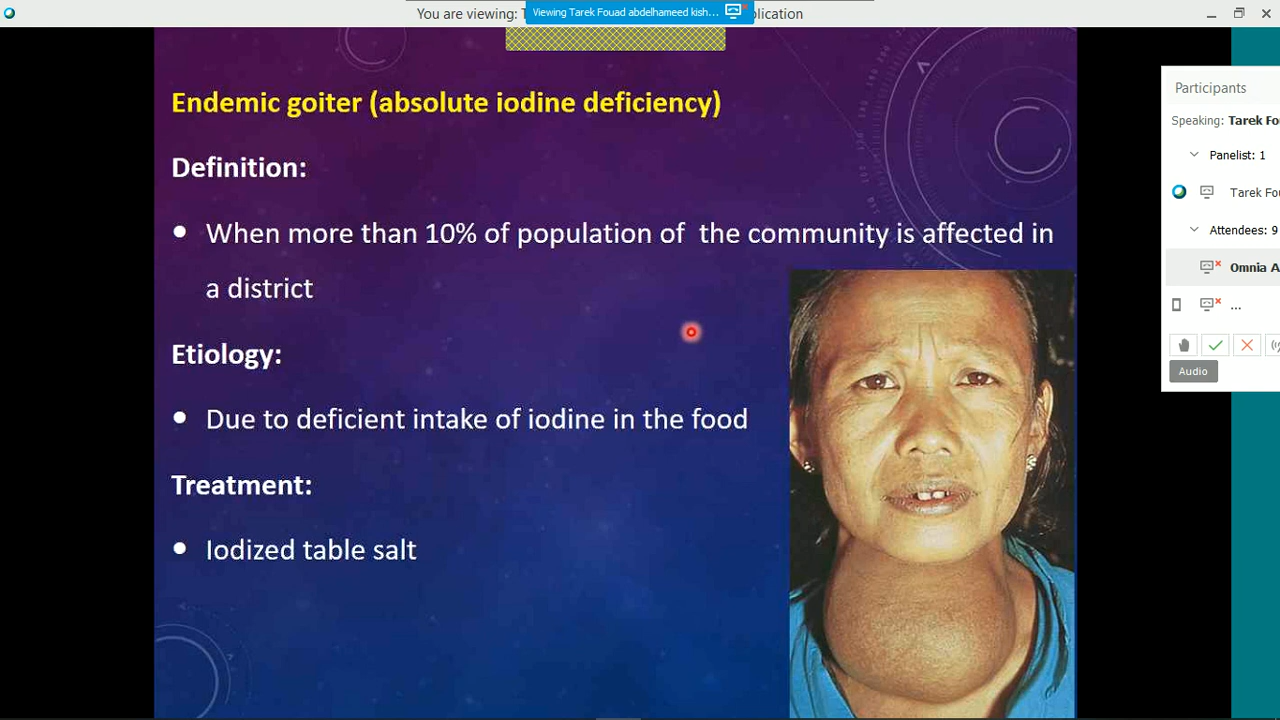 You are viewing:
Viewing Tarek Fouad abdelhameed kish...
Endemic goiter (absolute iodine deficiency)
Definition:
• When more than 10% of population of  the community is affected in
a district
Etiology:
• Due to deficient intake of iodine in the food
Treatment:
• Iodized table salt
Participants
Speaking: Tarek Fo
Panelist: 1
Tarek Fo
Attendees: 9
Omnia A
...
Audio